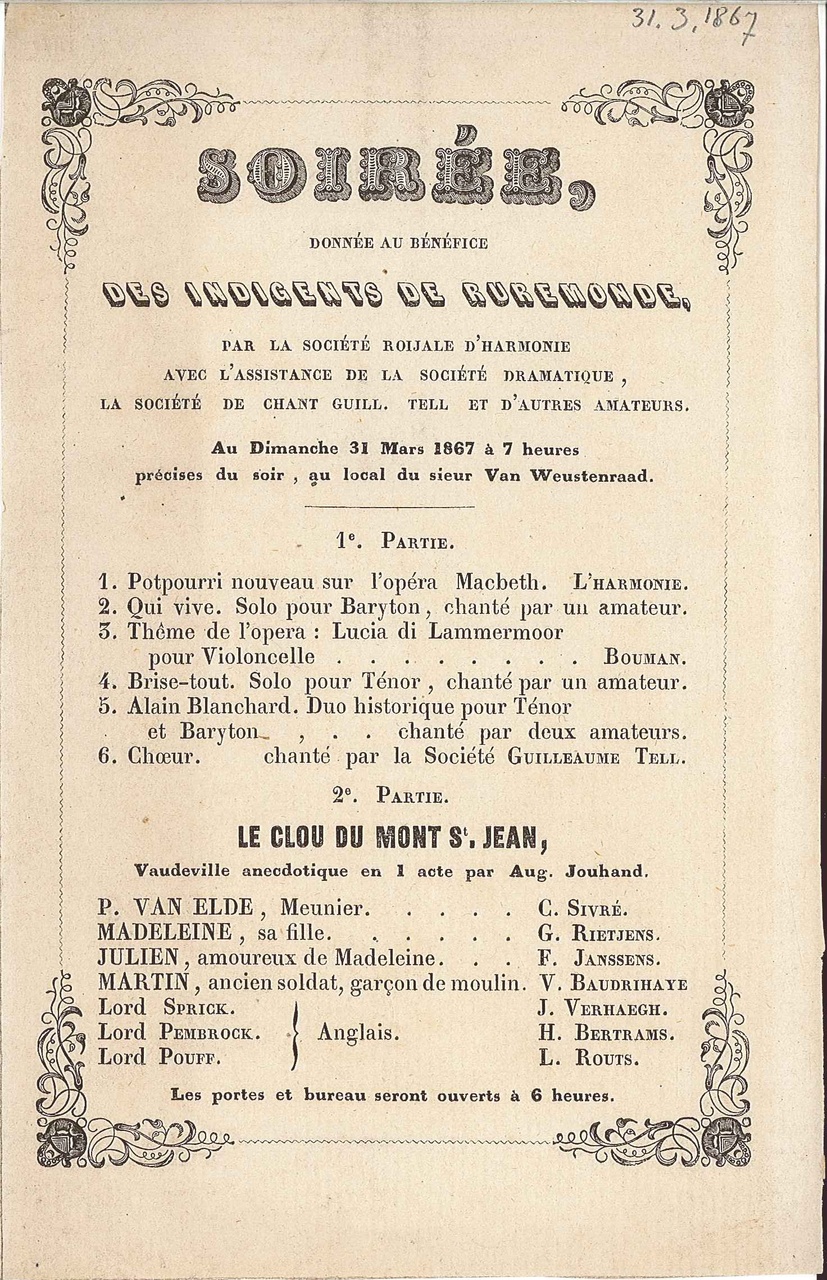 31.3.1867
SOIRÉE,
DONNÉE AU BÉNÉFICE
DES INDIGENTS DE RUREMONDE,
PAR LA SOCIÉTÉ ROIJALE D'HARMONIE
AVEC L'ASSISTANCE DE LA SOCIÉTÉ DRAMATIQUE ,
LA SOCIÉTÉ DE CHANT GUILL. TELL ET D'AUTRES AMATEURS.
Au Dimanche 31 Mars 1867 à 7 heures
précises du soir , au local du sieur Van Weustenraad.
1e. PARTIE.
1. Potpourri nouveau sur l'opéra Macbeth. L'HARMONIE.
2. Qui vive. Solo pour Baryton , chanté par un amateur.
3. Thême de l'opera : Lucia di Lammermoor
pour Violoncelle . . . . . . . . BOUMAN.
4. Brise-tout. Solo pour Ténor , chanté par un amateur.
5. Alain Blanchard. Duo historique pour Ténor
et Baryton , . . chanté par deux amateurs.
6. Chœur. chanté par la Société GUILLEAUME TELL.
2e. PARTIE.
LE CLOU DU MONT St. JEAN,
Vaudeville anecdotique en 1 acte par Aug. Jouhand.
P. VAN ELDE , Meunier. . . . . . C. SIVRÉ.
MADELEINE , sa fille. . . . . . G. RIETJENS.
JULIEN , amoureux de Madeleine. . . F. JANSSENS.
MARTIN , ancien soldat, garçon de moulin. V. BAUDRIHAYE
Lord SPRICK. J. VERHAEGH.
Lord PEMBROCK. } Anglais. H. BERTRAMS.
Lord POUFF. L. ROUTS.
Les portes et bureau seront ouverts à 6 heures.